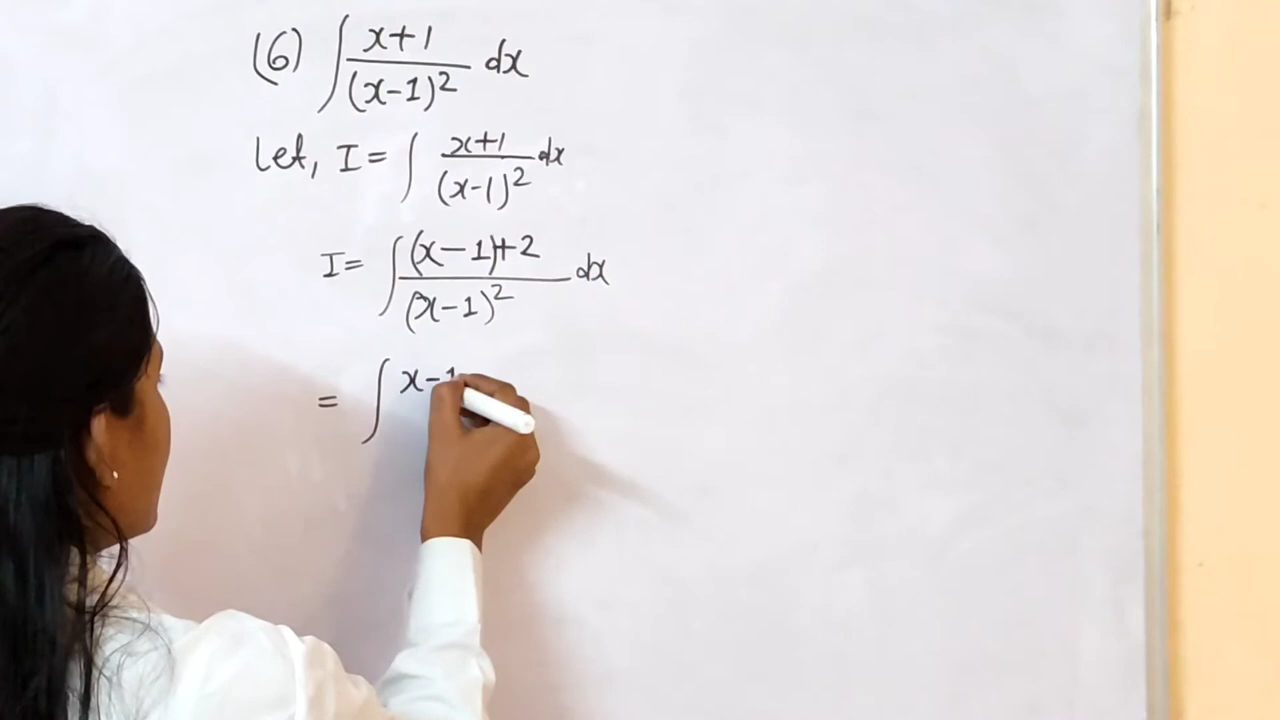 (6) ∫ x+1 / (x-1)² dx
Let, I = ∫ x+1 / (x-1)² dx
I = ∫ (x-1)+2 / (x-1)² dx
= ∫ x-1